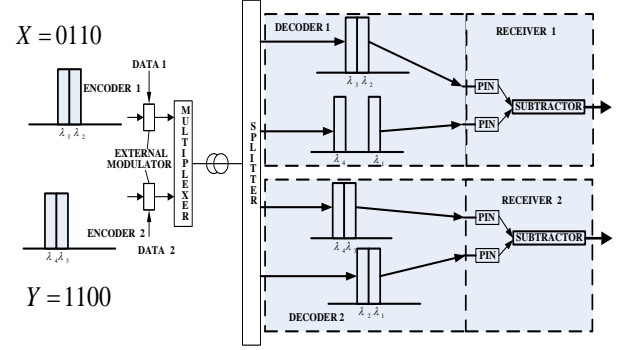 X = 0110
DATA 1
ENCODER 1
λ₃ λ₂
EXTERNAL
MODULATOR
λ₄ λ₃
ENCODER 2
DATA 2
Y = 1100
MULTIPLEXER
SPLITTER
DECODER 1
λ₃ λ₂
λ₄ λ₁
RECEIVER 1
PIN
PIN
SUBTRACTOR
λ₄ λ₃
λ₂ λ₁
DECODER 2
RECEIVER 2
PIN
PIN
SUBTRACTOR